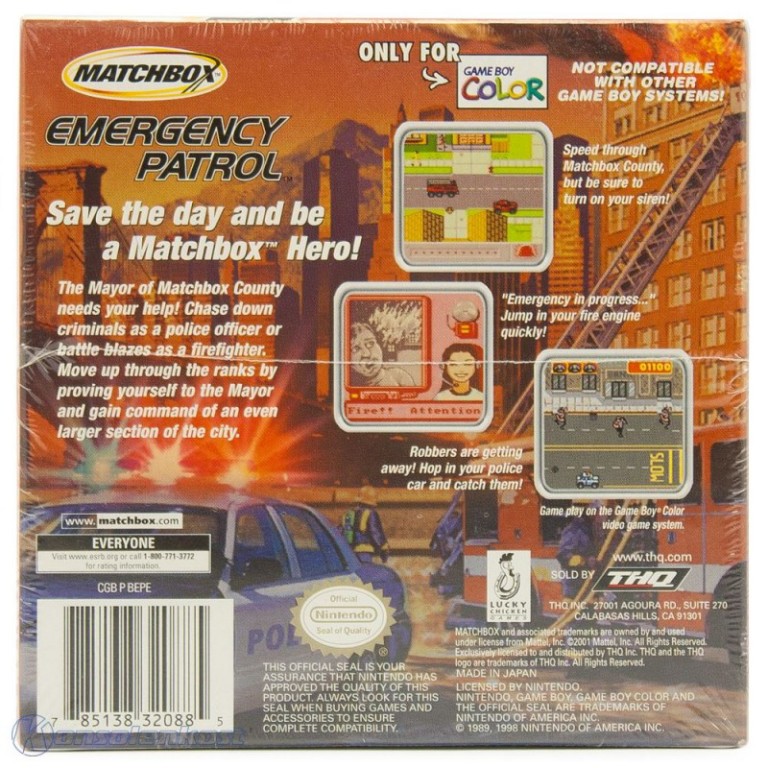 MATCHBOX™
EMERGENCY
PATROL™
ONLY FOR
GAME BOY
COLOR
NOT COMPATIBLE
WITH OTHER
GAME BOY SYSTEMS!
Save the day and be
a Matchbox™ Hero!
Speed through
Matchbox County,
but be sure to
turn on your siren!
The Mayor of Matchbox County
needs your help! Chase down
criminals as a police officer or
battle blazes as a firefighter.
Move up through the ranks by
proving yourself to the Mayor
and gain command of an even
larger section of the city.
"Emergency in progress..."
Jump in your fire engine
quickly!
Fire!! Attention
01100
SLOW
Robbers are getting
away! Hop in your police
car and catch them!
Game play on the Game Boy® Color
video game system.
www.matchbox.com
EVERYONE
Visit www.esrb.org or call 1-800-771-3772
for rating information.
CGB P BEPE
7 85138 32088 5
POL
Official
Nintendo
Seal of Quality
®
THIS OFFICIAL SEAL IS YOUR
ASSURANCE THAT NINTENDO HAS
APPROVED THE QUALITY OF THIS
PRODUCT. ALWAYS LOOK FOR THIS
SEAL WHEN BUYING GAMES AND
ACCESSORIES TO ENSURE
COMPLETE COMPATIBILITY.
LUCKY
CHICKEN
GAMES
www.thq.com
SOLD BY THQ
THQ INC. 27001 AGOURA RD., SUITE 270
CALABASAS HILLS, CA 91301
MATCHBOX and associated trademarks are owned by and used
under license from Mattel, Inc. ©2001 Mattel, Inc. All Rights Reserved.
Exclusively licensed to and distributed by THQ Inc. THQ and the THQ
logo are trademarks of THQ Inc. All Rights Reserved.
MADE IN JAPAN
LICENSED BY NINTENDO.
NINTENDO, GAME BOY, GAME BOY COLOR AND
THE OFFICIAL SEAL ARE TRADEMARKS OF
NINTENDO OF AMERICA INC.
© 1989, 1998 NINTENDO OF AMERICA INC.
Konsolenkost